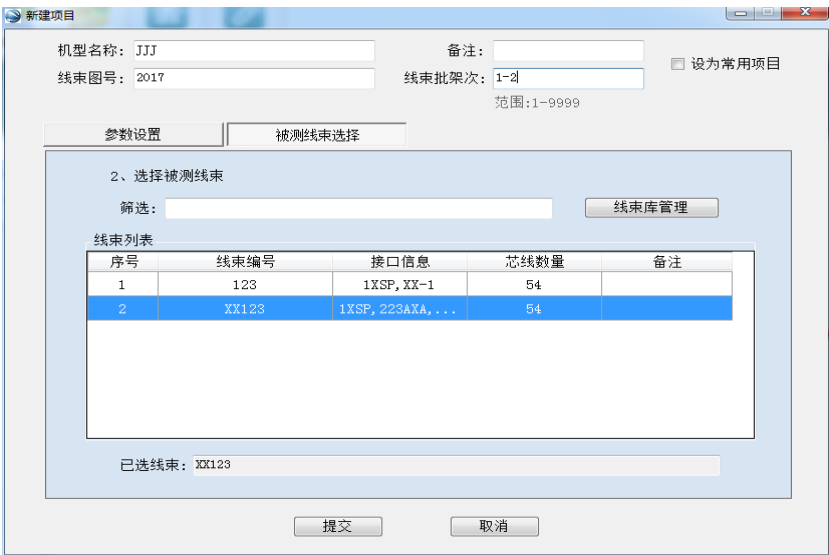 新建项目
机型名称: JJJ 备注:
线束图号: 2017 线束批架次: 1-2 设为常用项目
范围:1-9999
参数设置 被测线束选择
2、选择被测线束
筛选: 线束库管理
线束列表
序号 线束编号 接口信息 芯线数量 备注
1 123 1XSP,XX-1 54
2 XX123 1XSP,223AXA,... 54
已选线束: XX123
提交 取消